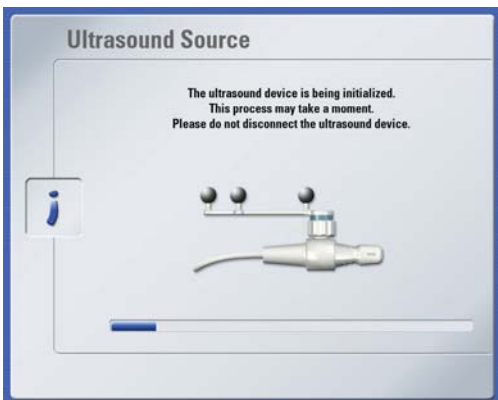 Ultrasound Source
The ultrasound device is being initialized.
This process may take a moment.
Please do not disconnect the ultrasound device.
i